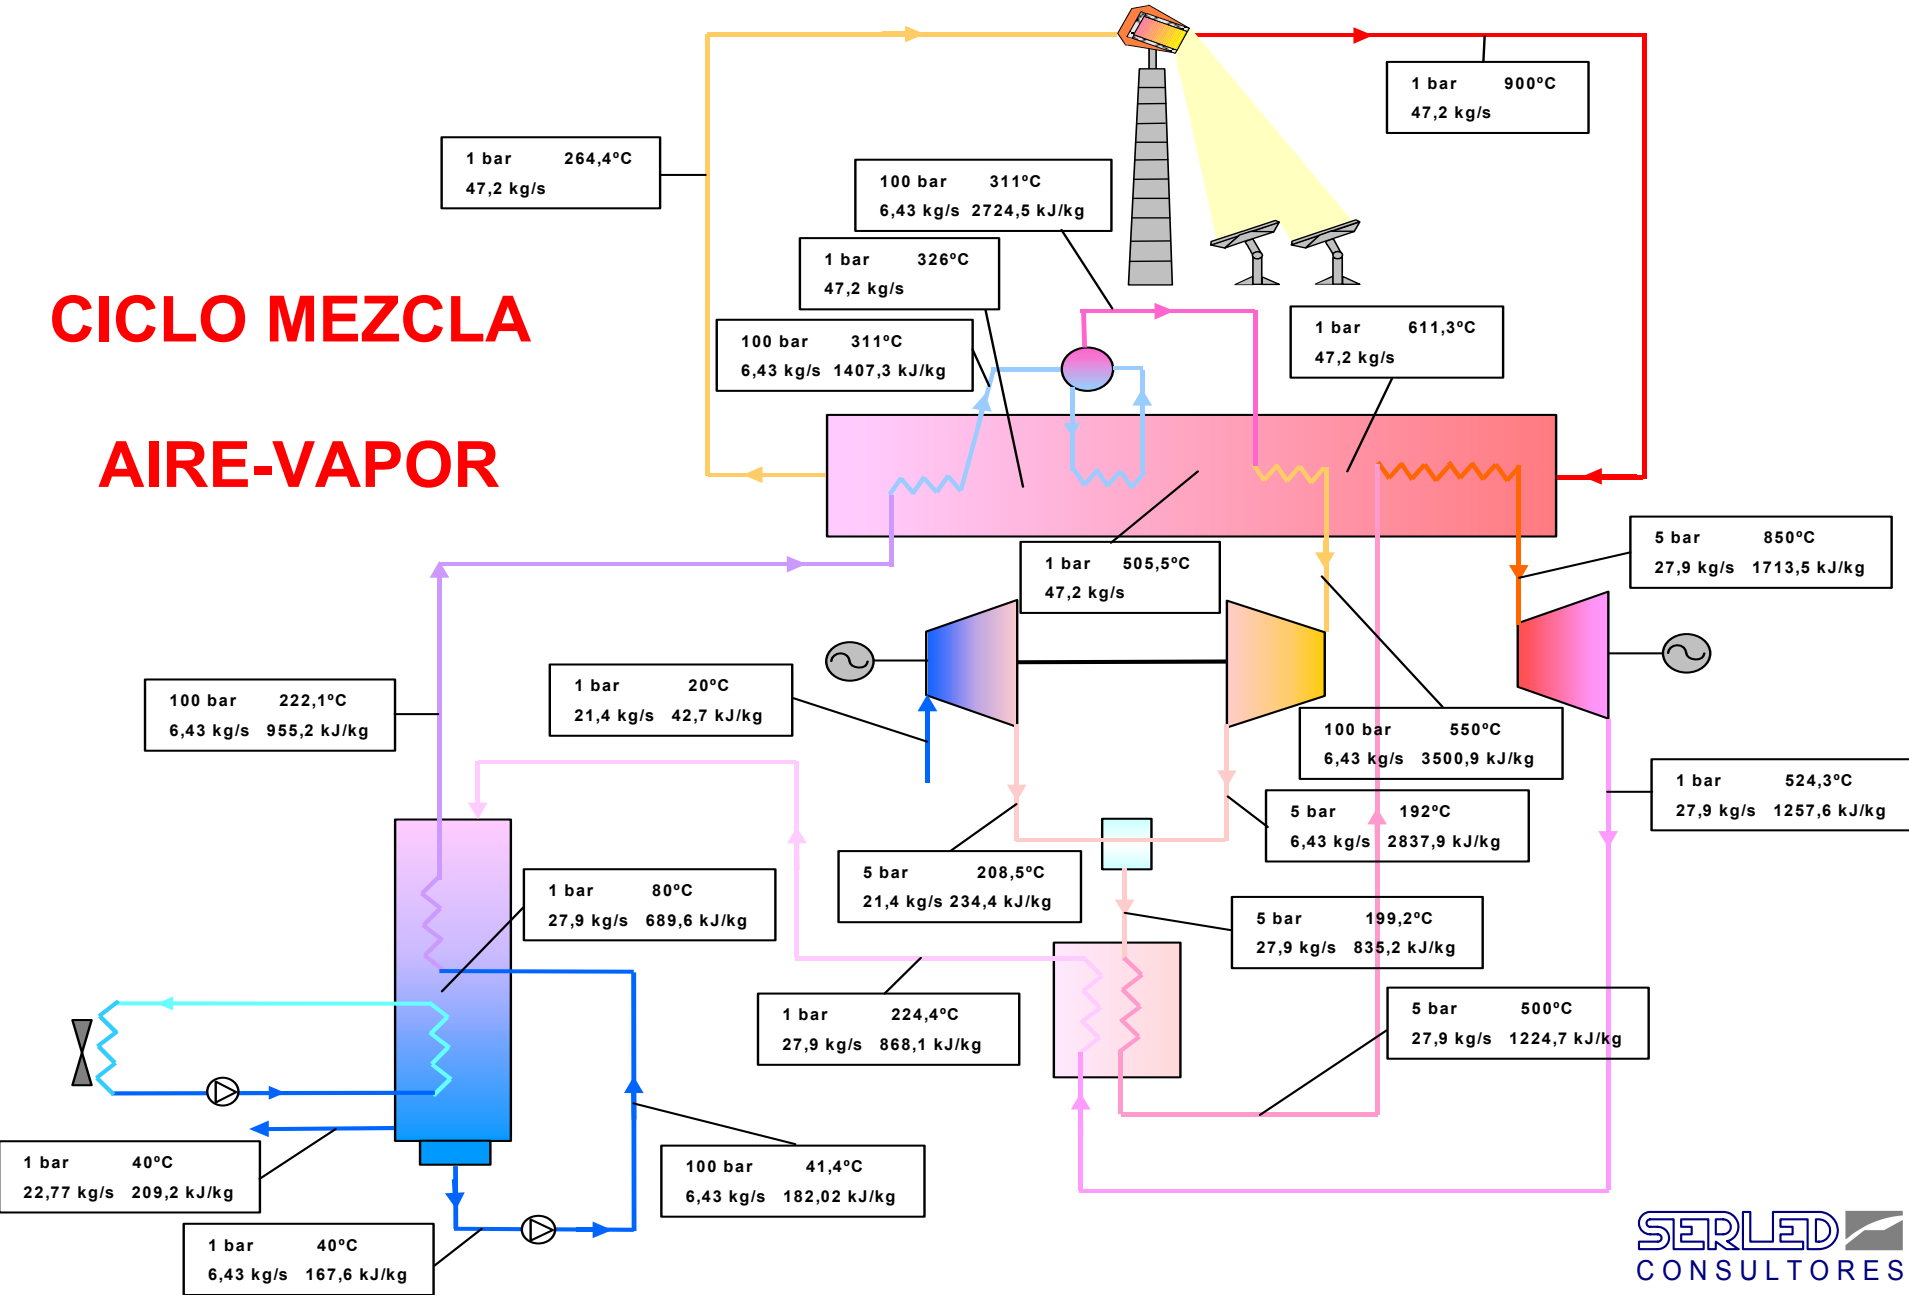 1 bar 900ºC
47,2 kg/s
1 bar 264,4ºC
47,2 kg/s
100 bar 311ºC
6,43 kg/s 2724,5 kJ/kg
1 bar 326ºC
47,2 kg/s
CICLO MEZCLA
AIRE-VAPOR
100 bar 311ºC
6,43 kg/s 1407,3 kJ/kg
1 bar 611,3ºC
47,2 kg/s
1 bar 505,5ºC
47,2 kg/s
5 bar 850ºC
27,9 kg/s 1713,5 kJ/kg
100 bar 222,1ºC
6,43 kg/s 955,2 kJ/kg
1 bar 20ºC
21,4 kg/s 42,7 kJ/kg
100 bar 550ºC
6,43 kg/s 3500,9 kJ/kg
1 bar 524,3ºC
27,9 kg/s 1257,6 kJ/kg
5 bar 192ºC
6,43 kg/s 2837,9 kJ/kg
5 bar 208,5ºC
21,4 kg/s 234,4 kJ/kg
1 bar 80ºC
27,9 kg/s 689,6 kJ/kg
5 bar 199,2ºC
27,9 kg/s 835,2 kJ/kg
1 bar 224,4ºC
27,9 kg/s 868,1 kJ/kg
5 bar 500ºC
27,9 kg/s 1224,7 kJ/kg
1 bar 40ºC
22,77 kg/s 209,2 kJ/kg
100 bar 41,4ºC
6,43 kg/s 182,02 kJ/kg
1 bar 40ºC
6,43 kg/s 167,6 kJ/kg
SERLED
CONSULTORES